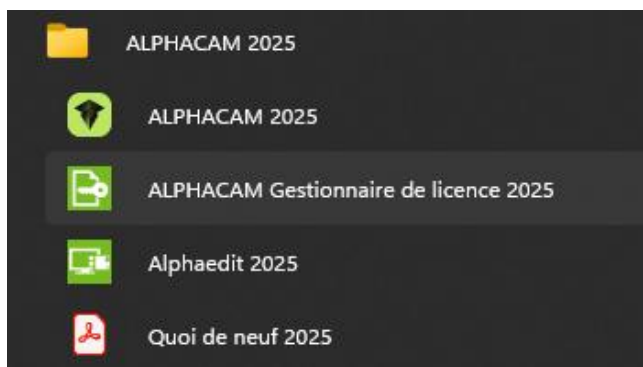 ALPHACAM 2025
ALPHACAM 2025
ALPHACAM Gestionnaire de licence 2025
Alphaedit 2025
Quoi de neuf 2025